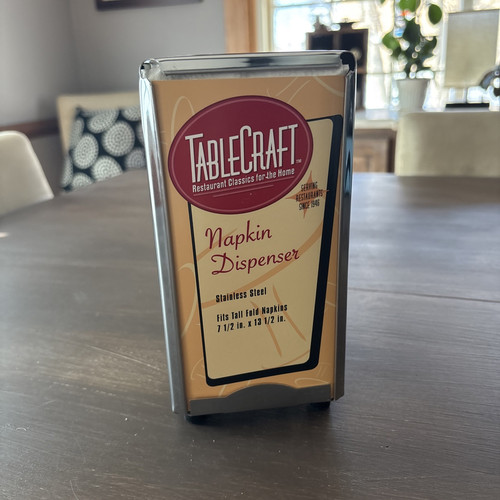 TABLECRAFT™
Restaurant Classics for the Home
SERVING
RESTAURANTS
SINCE 1946
Napkin
Dispenser
Stainless Steel
Fits Tall Fold Napkins
7 1/2 in. x 13 1/2 in.